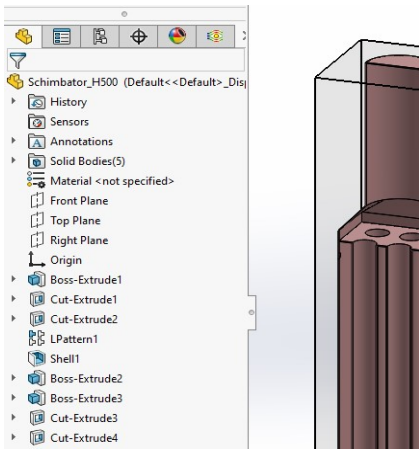 Schimbator_H500 (Default<<Default>_Dis
History
Sensors
Annotations
Solid Bodies(5)
Material <not specified>
Front Plane
Top Plane
Right Plane
Origin
Boss-Extrude1
Cut-Extrude1
Cut-Extrude2
LPattern1
Shell1
Boss-Extrude2
Boss-Extrude3
Cut-Extrude3
Cut-Extrude4